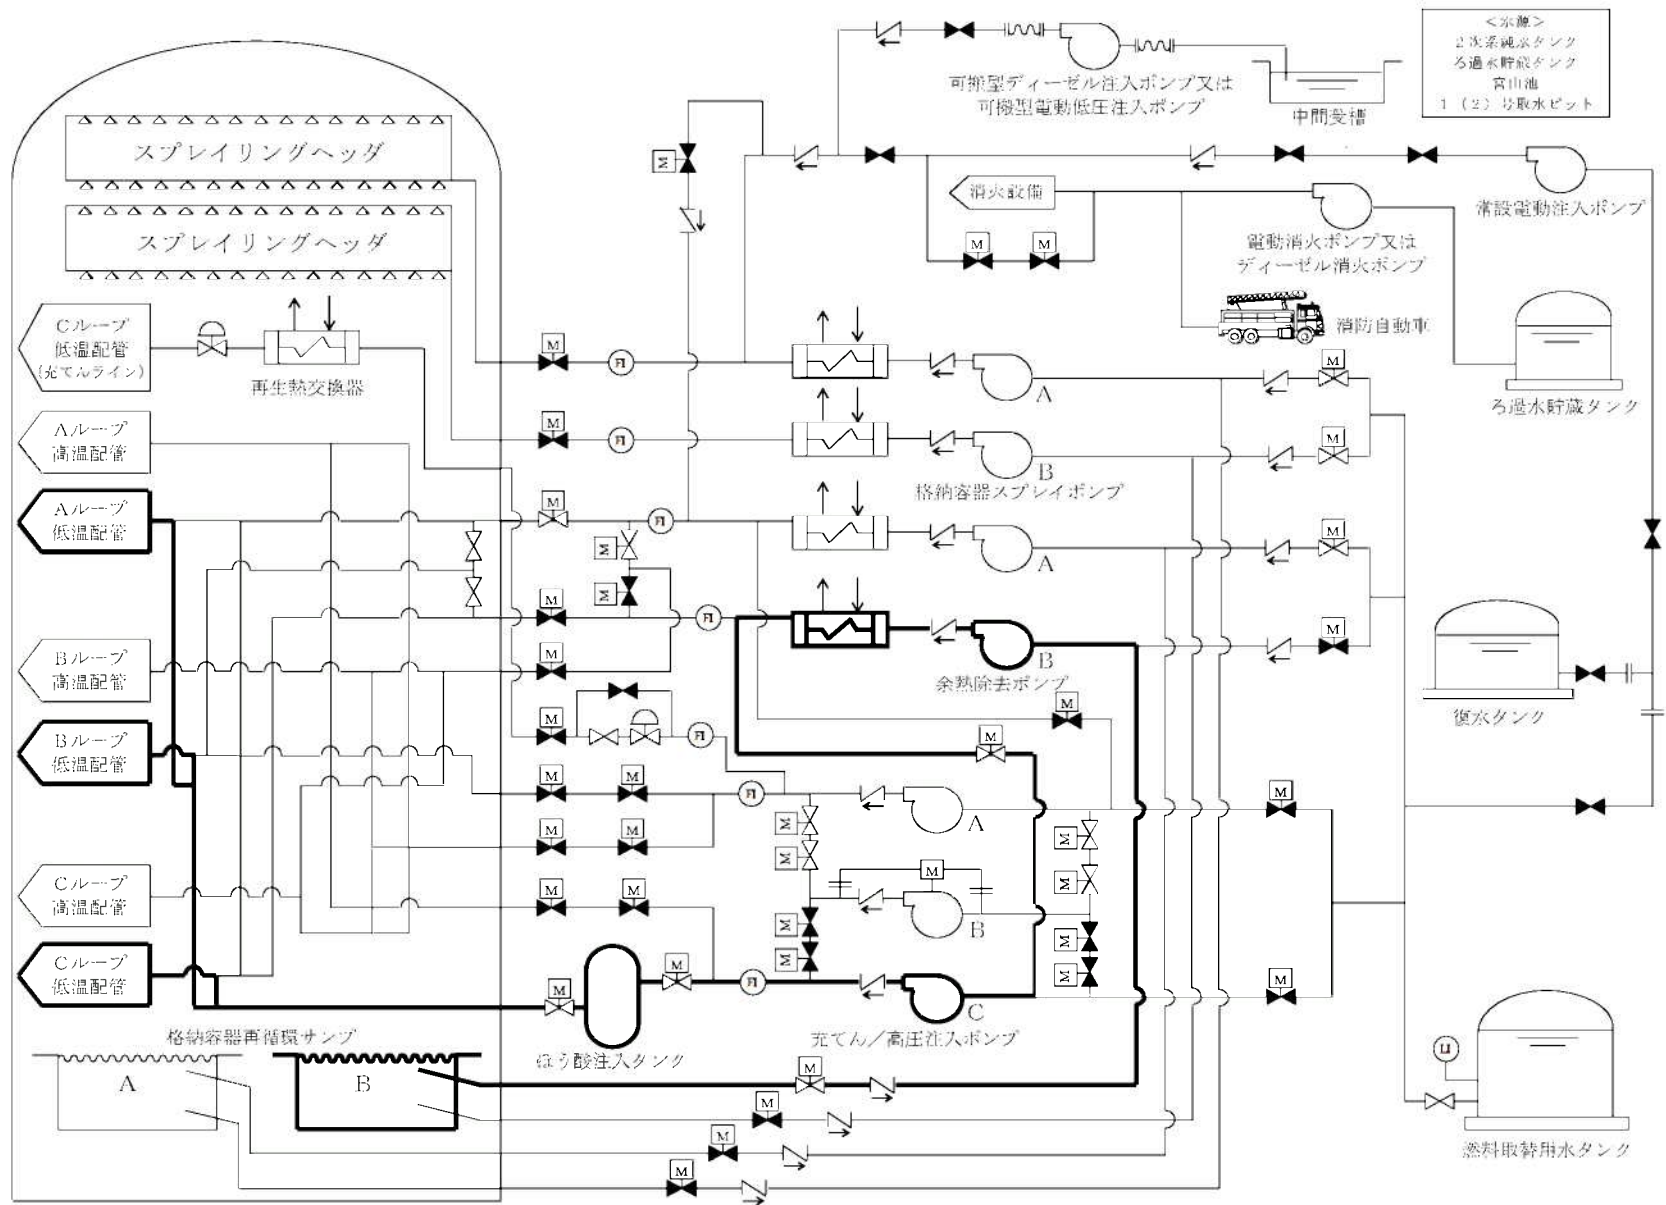 <水源>
2次系純水タンク
ろ過水貯蔵タンク
宮山池
1(2)号取水ピット
可搬型ディーゼル注入ポンプ又は
可搬型電動低圧注入ポンプ
中間受槽
スプレイリングヘッダ
M
消火設備
常設電動注入ポンプ
スプレイリングヘッダ
M
M
電動消火ポンプ又は
ディーゼル消火ポンプ
消防自動車
Cループ
低温配管
(充てんライン)
再生熱交換器
M
FI
A
M
ろ過水貯蔵タンク
Aループ
高温配管
M
FI
B
M
格納容器スプレイポンプ
Aループ
低温配管
M
FI
M
A
M
M
M
FI
B
M
余熱除去ポンプ
Bループ
高温配管
M
M
復水タンク
Bループ
低温配管
M
FI
M
M
M
FI
A
M
M
M
M
M
M
M
M
B
Cループ
高温配管
M
M
M
M
M
M
Cループ
低温配管
M
M
FI
C
M
充てん/高圧注入ポンプ
ほう酸注入タンク
格納容器再循環サンプ
A
B
M
M
M
M
LI
燃料取替用水タンク